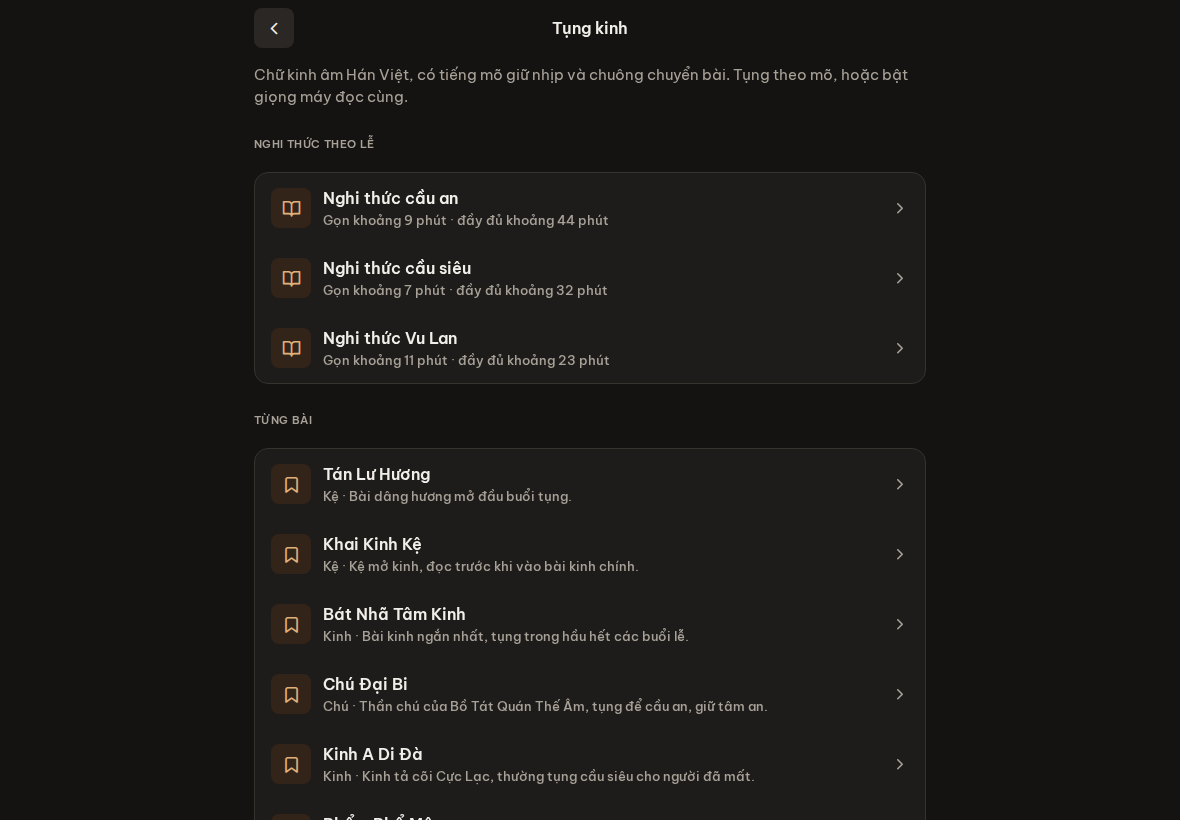 Tụng kinh
Chữ kinh âm Hán Việt, có tiếng mõ giữ nhịp và chuông chuyển bài. Tụng theo mõ, hoặc bật
giọng máy đọc cùng.
NGHI THỨC THEO LỄ
Nghi thức cầu an
Gọn khoảng 9 phút · đầy đủ khoảng 44 phút
Nghi thức cầu siêu
Gọn khoảng 7 phút · đầy đủ khoảng 32 phút
Nghi thức Vu Lan
Gọn khoảng 11 phút · đầy đủ khoảng 23 phút
TỪNG BÀI
Tán Lư Hương
Kệ · Bài dâng hương mở đầu buổi tụng.
Khai Kinh Kệ
Kệ · Kệ mở kinh, đọc trước khi vào bài kinh chính.
Bát Nhã Tâm Kinh
Kinh · Bài kinh ngắn nhất, tụng trong hầu hết các buổi lễ.
Chú Đại Bi
Chú · Thần chú của Bồ Tát Quán Thế Âm, tụng để cầu an, giữ tâm an.
Kinh A Di Đà
Kinh · Kinh tả cõi Cực Lạc, thường tụng cầu siêu cho người đã mất.